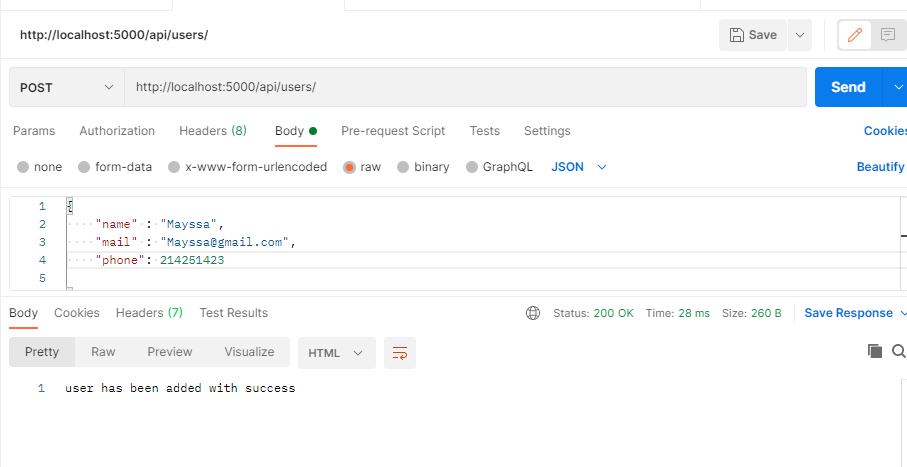 http://localhost:5000/api/users/ Save
POST http://localhost:5000/api/users/ Send
Params Authorization Headers (8) Body Pre-request Script Tests Settings Cookies
none form-data x-www-form-urlencoded raw binary GraphQL JSON Beautify
1 {
2 "name" : "Mayssa",
3 "mail" : "Mayssa@gmail.com",
4 "phone": 214251423
5
Body Cookies Headers (7) Test Results Status: 200 OK Time: 28 ms Size: 260 B Save Response
Pretty Raw Preview Visualize HTML
1 user has been added with success